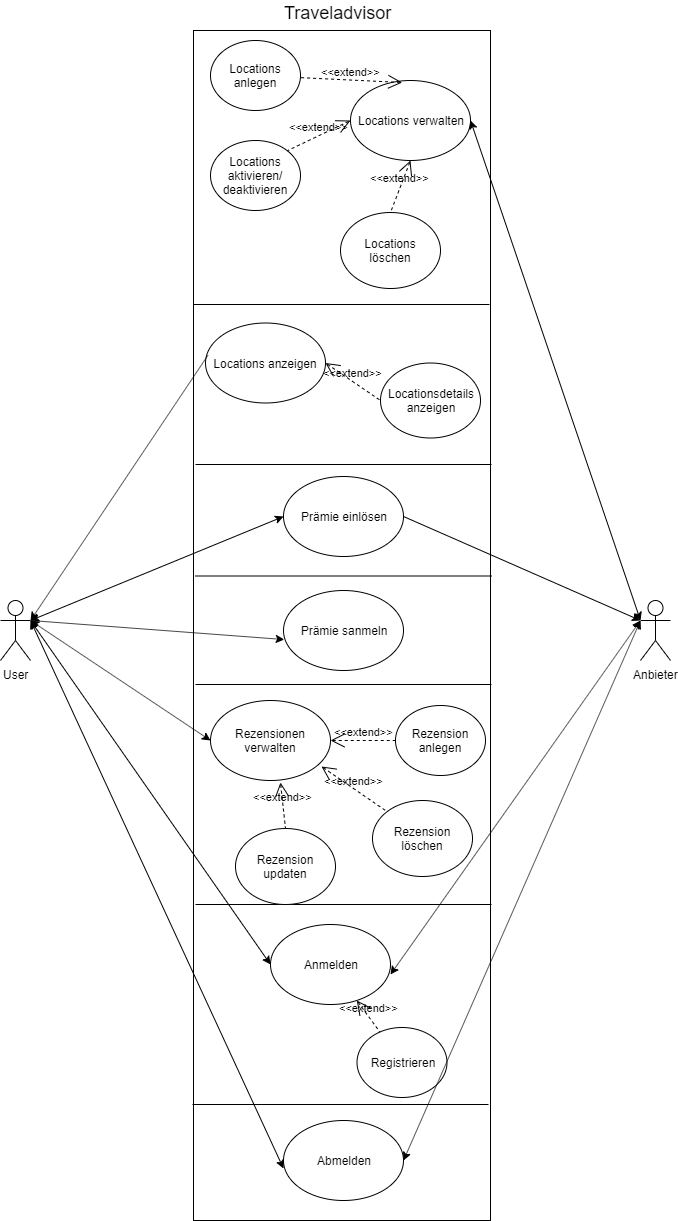 Traveladvisor
Locations
anlegen
<<extend>>
Locations verwalten
<<extend>>
Locations
aktivieren/
deaktivieren
<<extend>>
Locations
löschen
Locations anzeigen
<<extend>>
Locationsdetails
anzeigen
Prämie einlösen
Prämie sanmeln
User
Anbieter
Rezensionen
verwalten
<<extend>>
Rezension
anlegen
<<extend>>
<<extend>>
Rezension
löschen
Rezension
updaten
Anmelden
<<extend>>
Registrieren
Abmelden